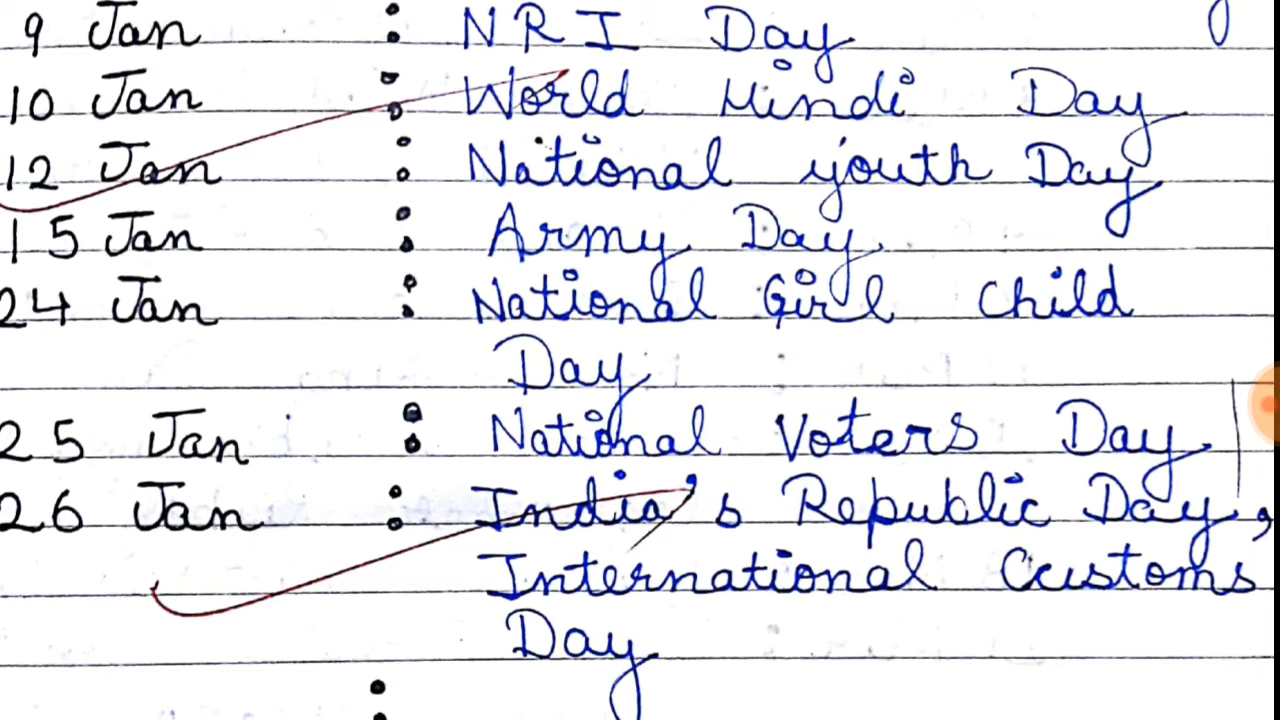 9 Jan : NRI Day
10 Jan : World Hindi Day
12 Jan : National youth Day
15 Jan : Army Day
24 Jan : National Girl Child
Day
25 Jan : National Voters Day
26 Jan : India's Republic Day,
International Customs
Day
: